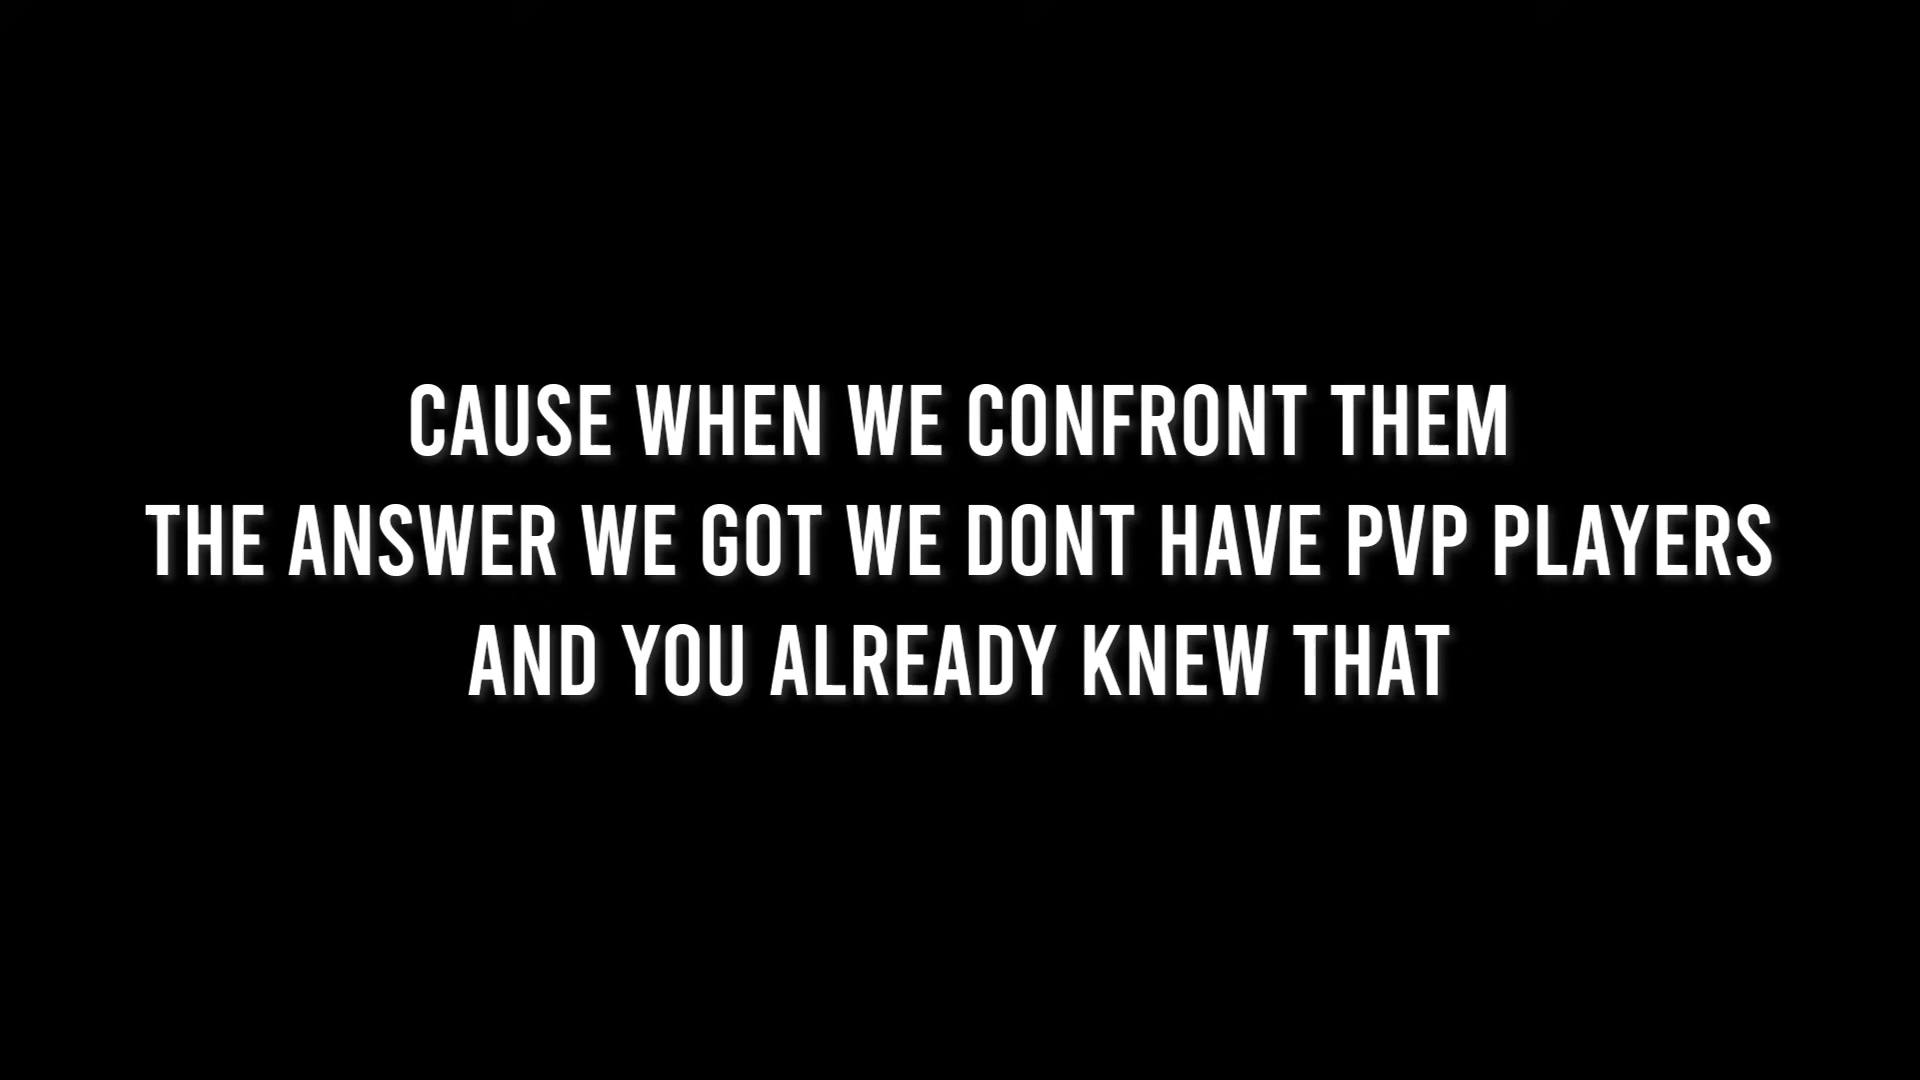 CAUSE WHEN WE CONFRONT THEM
THE ANSWER WE GOT WE DONT HAVE PVP PLAYERS
AND YOU ALREADY KNEW THAT